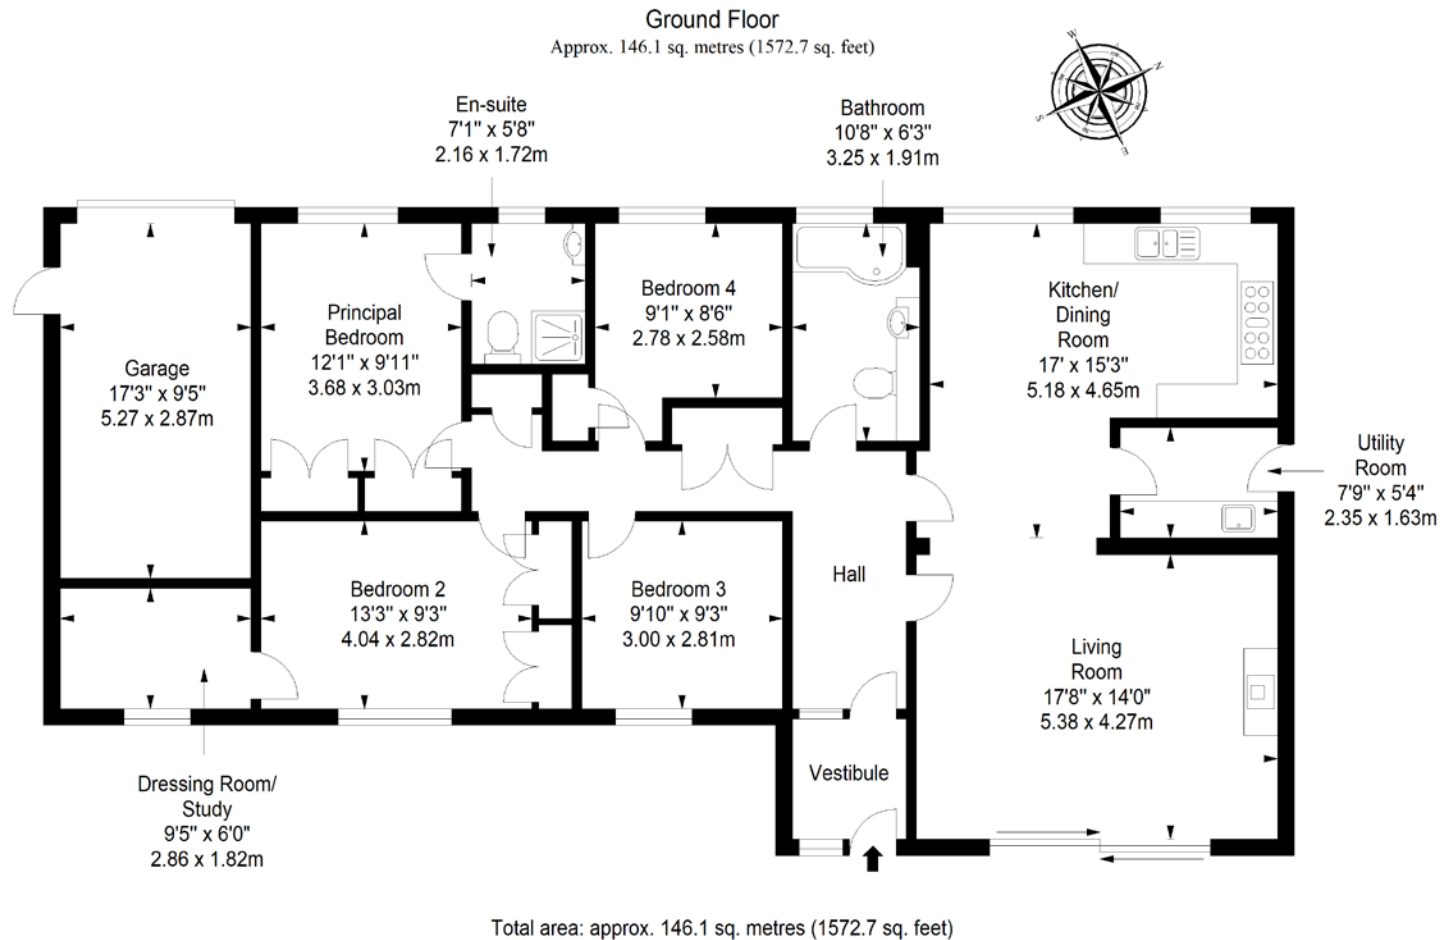 Ground Floor
Approx. 146.1 sq. metres (1572.7 sq. feet)
W
N
S
E
En-suite
7'1" x 5'8"
2.16 x 1.72m
Bathroom
10'8" x 6'3"
3.25 x 1.91m
Principal
Bedroom
12'1" x 9'11"
3.68 x 3.03m
Bedroom 4
9'1" x 8'6"
2.78 x 2.58m
Kitchen/
Dining
Room
17' x 15'3"
5.18 x 4.65m
Garage
17'3" x 9'5"
5.27 x 2.87m
Utility
Room
7'9" x 5'4"
2.35 x 1.63m
Bedroom 2
13'3" x 9'3"
4.04 x 2.82m
Bedroom 3
9'10" x 9'3"
3.00 x 2.81m
Hall
Living
Room
17'8" x 14'0"
5.38 x 4.27m
Vestibule
Dressing Room/
Study
9'5" x 6'0"
2.86 x 1.82m
Total area: approx. 146.1 sq. metres (1572.7 sq. feet)